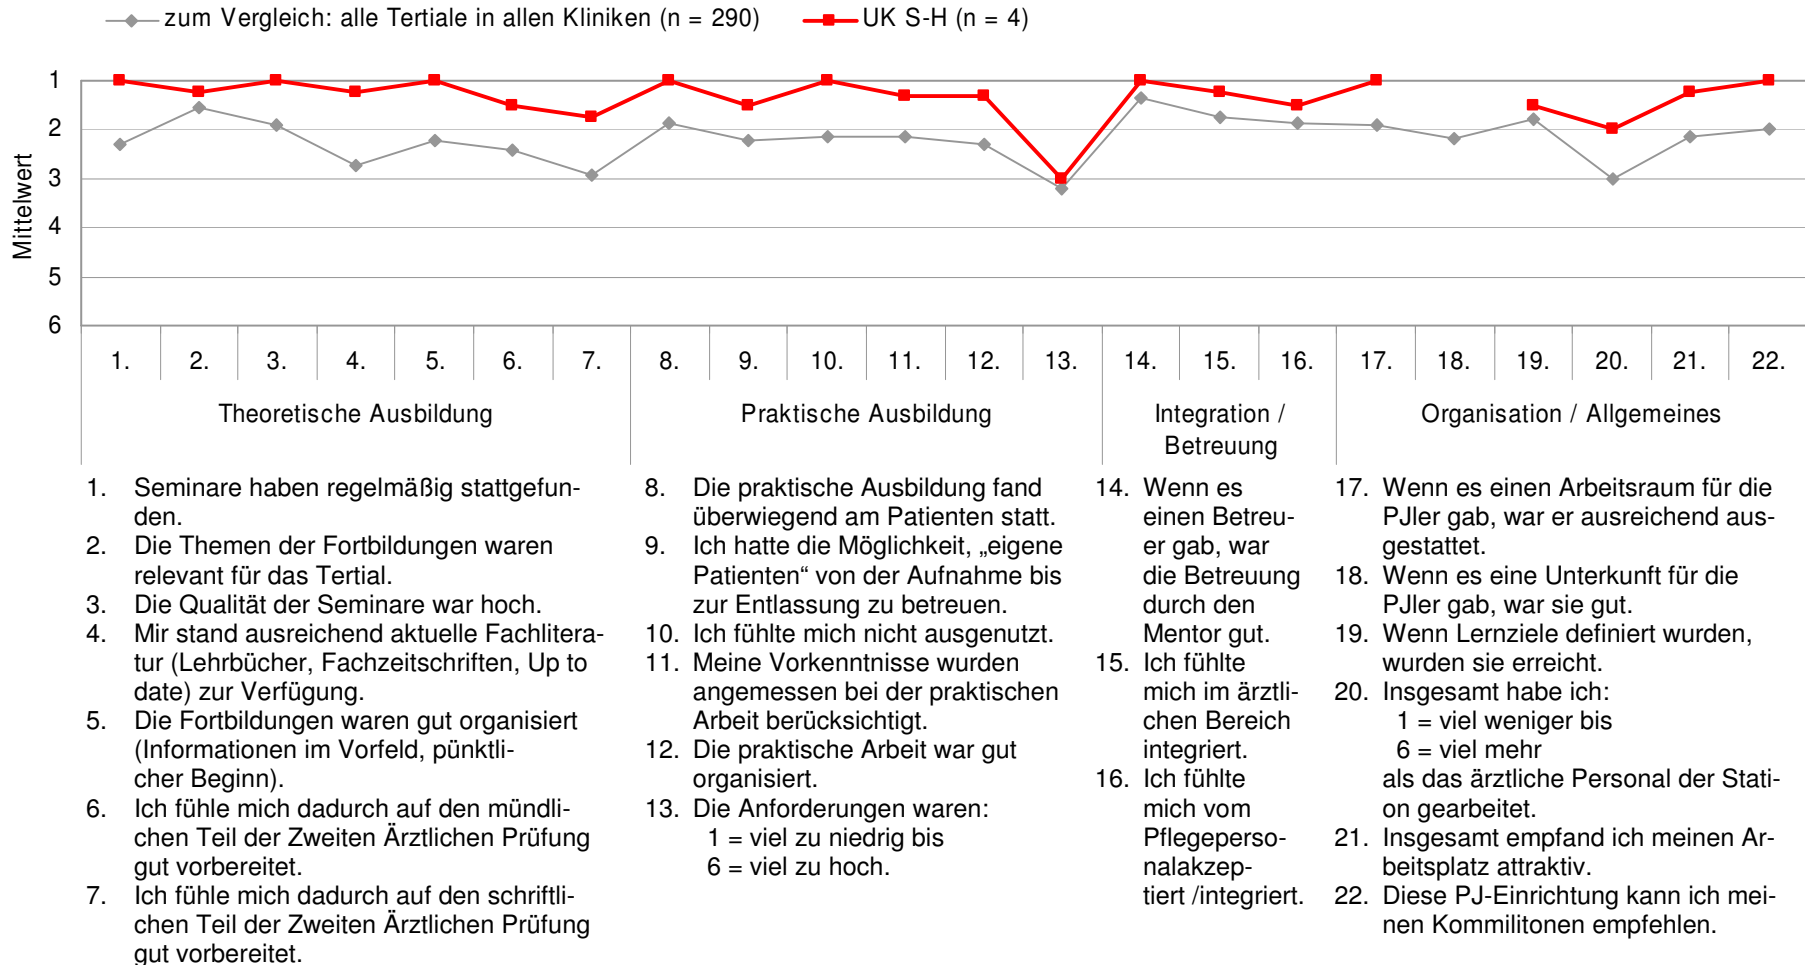 zum Vergleich: alle Tertiale in allen Kliniken (n = 290)
UK S-H (n = 4)
Mittelwert
1
2
3
4
5
6
1. 2. 3. 4. 5. 6. 7. 8. 9. 10. 11. 12. 13. 14. 15. 16. 17. 18. 19. 20. 21. 22.
Theoretische Ausbildung
Praktische Ausbildung
Integration /
Betreuung
Organisation / Allgemeines
1. Seminare haben regelmäßig stattgefun-
den.
2. Die Themen der Fortbildungen waren
relevant für das Tertial.
3. Die Qualität der Seminare war hoch.
4. Mir stand ausreichend aktuelle Fachlitera-
tur (Lehrbücher, Fachzeitschriften, Up to
date) zur Verfügung.
5. Die Fortbildungen waren gut organisiert
(Informationen im Vorfeld, pünktli-
cher Beginn).
6. Ich fühle mich dadurch auf den mündli-
chen Teil der Zweiten Ärztlichen Prüfung
gut vorbereitet.
7. Ich fühle mich dadurch auf den schriftli-
chen Teil der Zweiten Ärztlichen Prüfung
gut vorbereitet.
8. Die praktische Ausbildung fand
überwiegend am Patienten statt.
9. Ich hatte die Möglichkeit, „eigene
Patienten“ von der Aufnahme bis
zur Entlassung zu betreuen.
10. Ich fühlte mich nicht ausgenutzt.
11. Meine Vorkenntnisse wurden
angemessen bei der praktischen
Arbeit berücksichtigt.
12. Die praktische Arbeit war gut
organisiert.
13. Die Anforderungen waren:
1 = viel zu niedrig bis
6 = viel zu hoch.
14. Wenn es
einen Betreu-
er gab, war
die Betreuung
durch den
Mentor gut.
15. Ich fühlte
mich im ärztli-
chen Bereich
integriert.
16. Ich fühlte
mich vom
Pflegeperso-
nalakzep-
tiert /integriert.
17. Wenn es einen Arbeitsraum für die
PJler gab, war er ausreichend aus-
gestattet.
18. Wenn es eine Unterkunft für die
PJler gab, war sie gut.
19. Wenn Lernziele definiert wurden,
wurden sie erreicht.
20. Insgesamt habe ich:
1 = viel weniger bis
6 = viel mehr
als das ärztliche Personal der Stati-
on gearbeitet.
21. Insgesamt empfand ich meinen Ar-
beitsplatz attraktiv.
22. Diese PJ-Einrichtung kann ich mei-
nen Kommilitonen empfehlen.